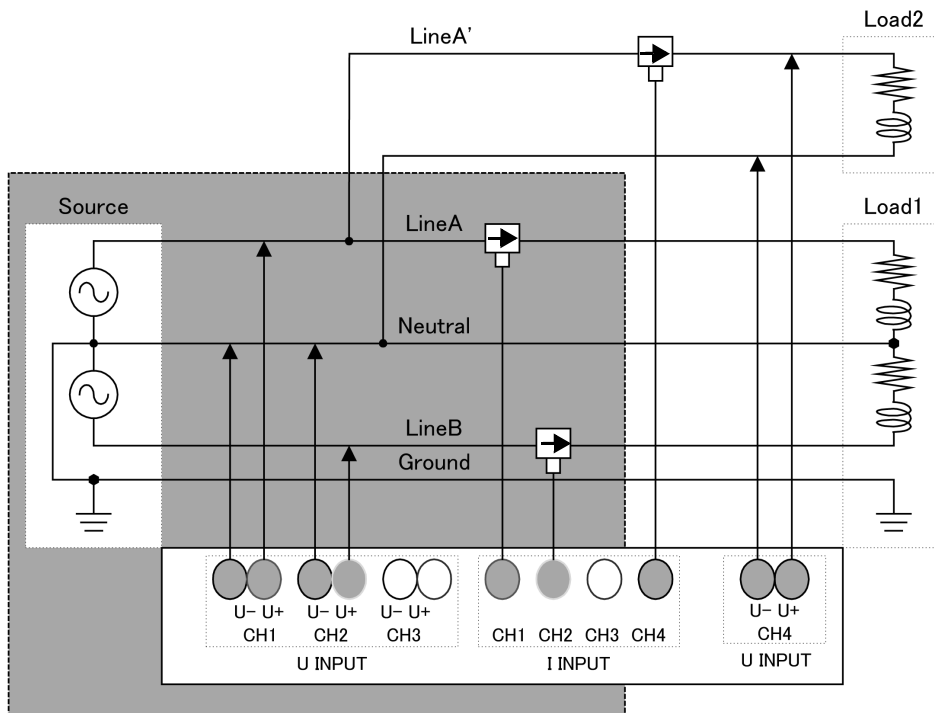 Load2
LineA'
Source
LineA
Load1
Neutral
LineB
Ground
U- U+ U- U+ U- U+
CH1 CH2 CH3
U INPUT
CH1 CH2 CH3 CH4
I INPUT
U- U+
CH4
U INPUT